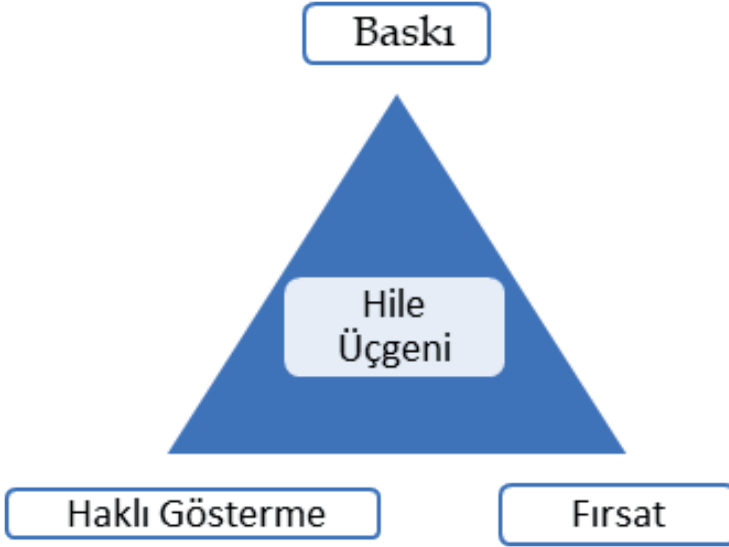 Baskı
Hile
Üçgeni
Haklı Gösterme
Fırsat